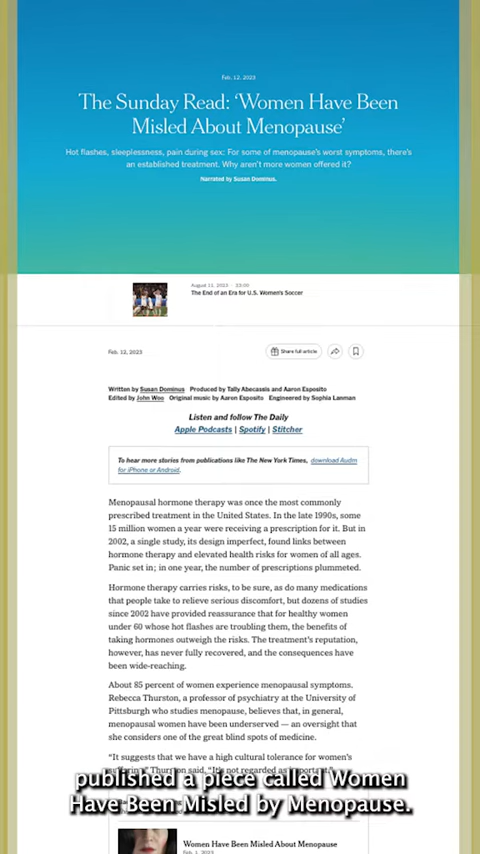 Feb. 12, 2023
The Sunday Read: ‘Women Have Been
Misled About Menopause’
Hot flashes, sleeplessness, pain during sex: For some of menopause’s worst symptoms, there’s
an established treatment. Why aren’t more women offered it?
Narrated by Susan Dominus.
August 11, 2023
The End of an Era for U.S. Women’s Soccer
Feb. 12, 2023
Share full article
Written by Susan Dominus Produced by Tally Abecassis and Aaron Esposito
Edited by John Woo Original music by Aaron Esposito Engineered by Sophia Lanman
Listen and follow The Daily
Apple Podcasts | Spotify | Stitcher
To hear more stories from publications like The New York Times, download Audm
for iPhone or Android.
Menopausal hormone therapy was once the most commonly
prescribed treatment in the United States. In the late 1990s, some
15 million women a year were receiving a prescription for it. But in
2002, a single study, its design imperfect, found links between
hormone therapy and elevated health risks for women of all ages.
Panic set in; in one year, the number of prescriptions plummeted.
Hormone therapy carries risks, to be sure, as do many medications
that people take to relieve serious discomfort, but dozens of studies
since 2002 have provided reassurance that for healthy women
under 60 whose hot flashes are troubling them, the benefits of
taking hormones outweigh the risks. The treatment’s reputation,
however, has never fully recovered, and the consequences have
been wide-reaching.
About 85 percent of women experience menopausal symptoms.
Rebecca Thurston, a professor of psychiatry at the University of
Pittsburgh who studies menopause, believes that, in general,
menopausal women have been underserved — an oversight that
she considers one of the great blind spots of medicine.
“It suggests that we have a high cultural tolerance for women’s
suffering,” Thurston said. “It’s not regarded as important.”
published a piece called Women
Have Been Misled by Menopause.
Women Have Been Misled About Menopause
Feb. 1, 2023